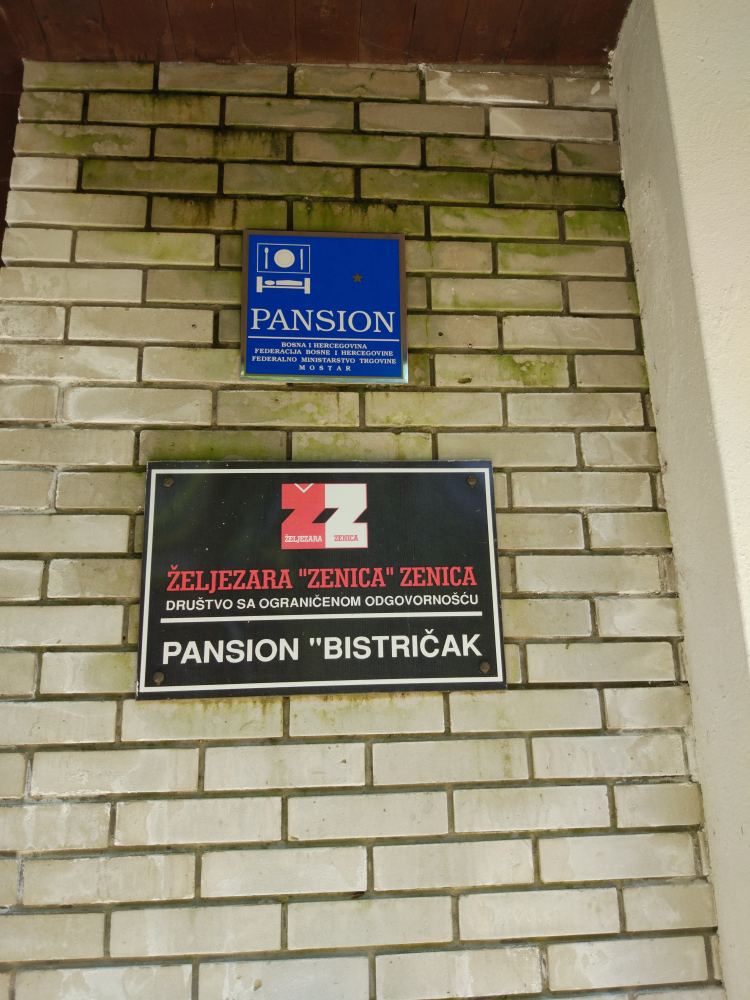 PANSION
BOSNA I HERCEGOVINA
FEDERACIJA BOSNE I HERCEGOVINE
FEDERALNO MINISTARSTVO TRGOVINE
MOSTAR
ŽZ
ŽELJEZARA ZENICA
ŽELJEZARA "ZENICA" ZENICA
DRUŠTVO SA OGRANIČENOM ODGOVORNOŠĆU
PANSION "BISTRIČAK